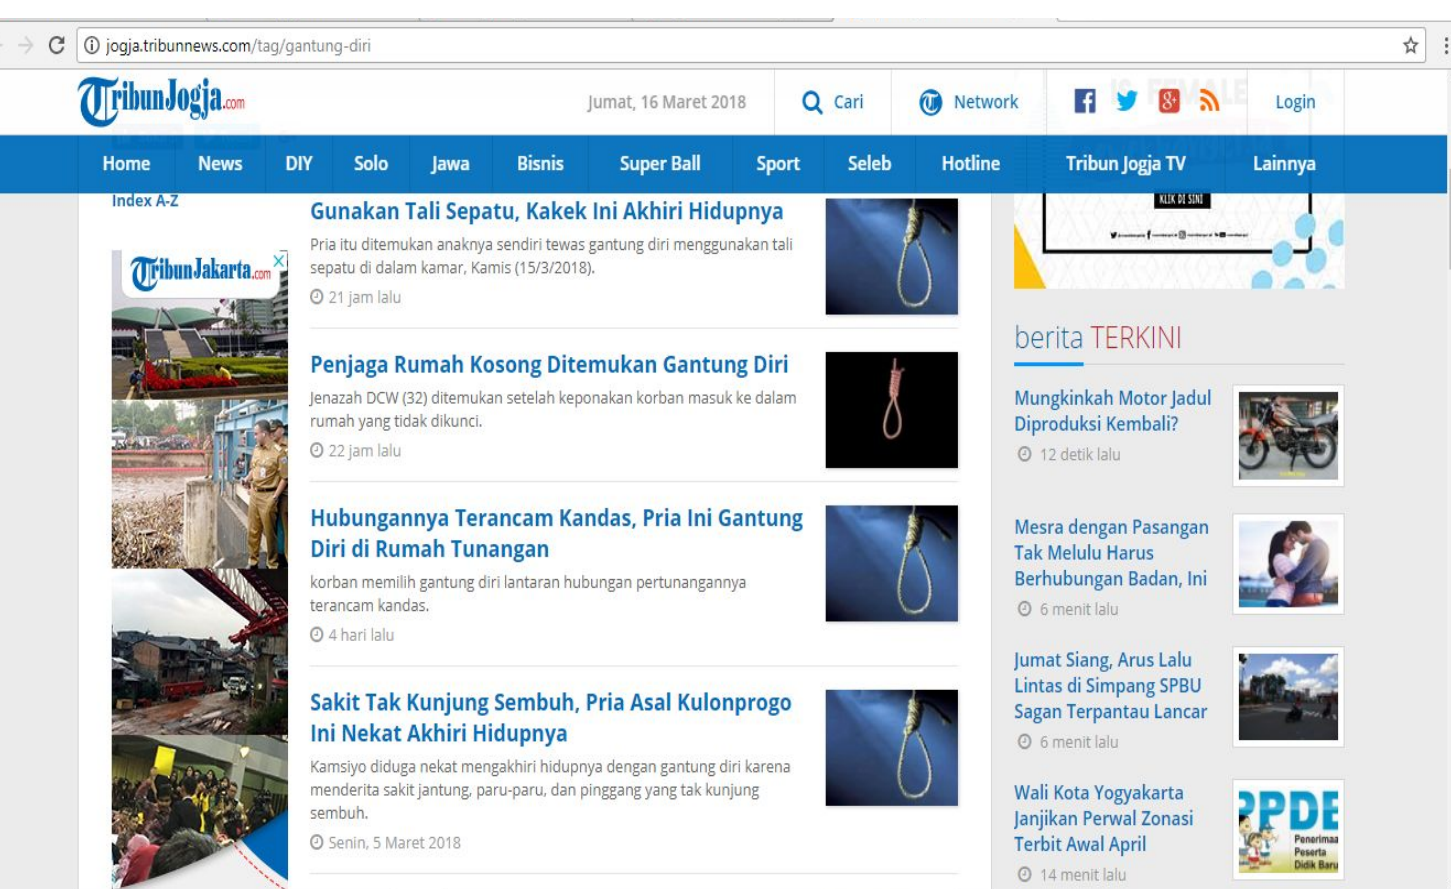 jogja.tribunnews.com/tag/gantung-diri
TribunJogja.com
Jumat, 16 Maret 2018
Cari
Network
Login
Home News DIY Solo Jawa Bisnis Super Ball Sport Seleb Hotline Tribun Jogja TV Lainnya
Index A-Z
TribunJakarta.com
Gunakan Tali Sepatu, Kakek Ini Akhiri Hidupnya
Pria itu ditemukan anaknya sendiri tewas gantung diri menggunakan tali
sepatu di dalam kamar, Kamis (15/3/2018).
21 jam lalu
Penjaga Rumah Kosong Ditemukan Gantung Diri
Jenazah DCW (32) ditemukan setelah keponakan korban masuk ke dalam
rumah yang tidak dikunci.
22 jam lalu
Hubungannya Terancam Kandas, Pria Ini Gantung
Diri di Rumah Tunangan
korban memilih gantung diri lantaran hubungan pertunangannya
terancam kandas.
4 hari lalu
Sakit Tak Kunjung Sembuh, Pria Asal Kulonprogo
Ini Nekat Akhiri Hidupnya
Kamsiyo diduga nekat mengakhiri hidupnya dengan gantung diri karena
menderita sakit jantung, paru-paru, dan pinggang yang tak kunjung
sembuh.
Senin, 5 Maret 2018
KLIK DI SINI
berita TERKINI
Mungkinkah Motor Jadul
Diproduksi Kembali?
12 detik lalu
Mesra dengan Pasangan
Tak Melulu Harus
Berhubungan Badan, Ini
6 menit lalu
Jumat Siang, Arus Lalu
Lintas di Simpang SPBU
Sagan Terpantau Lancar
6 menit lalu
Wali Kota Yogyakarta
Janjikan Perwal Zonasi
Terbit Awal April
14 menit lalu
PPDB
Penerimaa
Peserta
Didik Baru